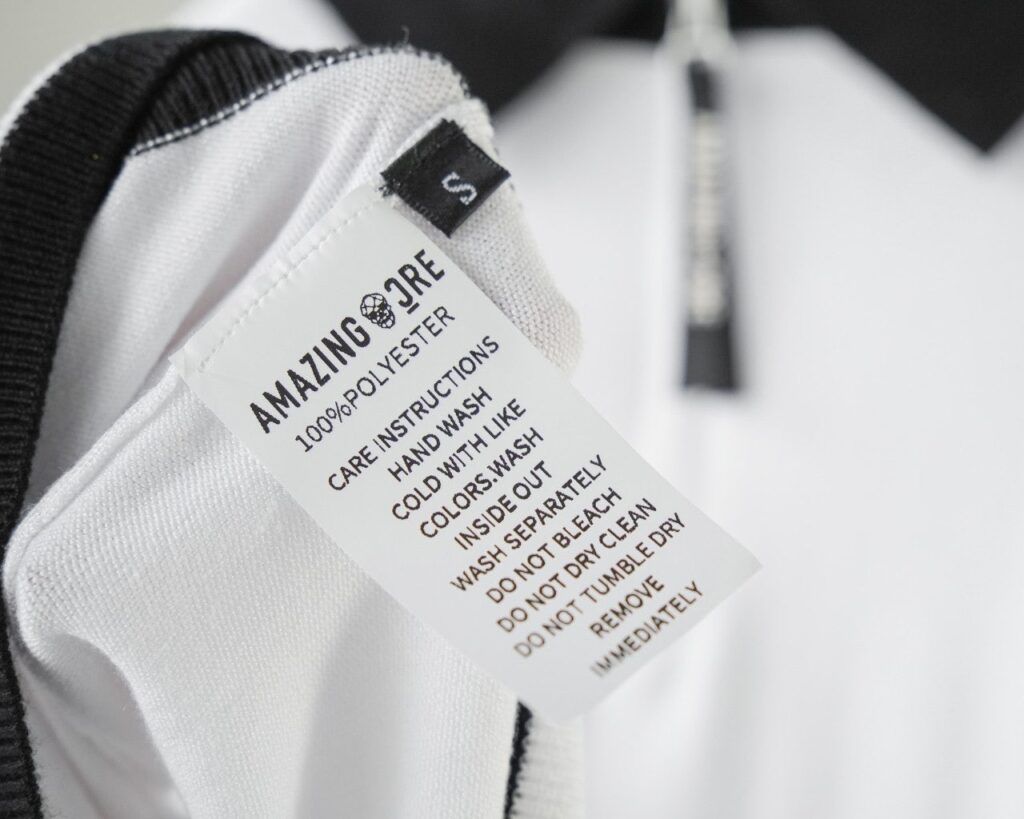 S
AMAZING ORE
100%POLYESTER
CARE INSTRUCTIONS
HAND WASH
COLD WITH LIKE
COLORS.WASH
INSIDE OUT
WASH SEPARATELY
DO NOT BLEACH
DO NOT DRY CLEAN
DO NOT TUMBLE DRY
REMOVE
IMMEDIATELY